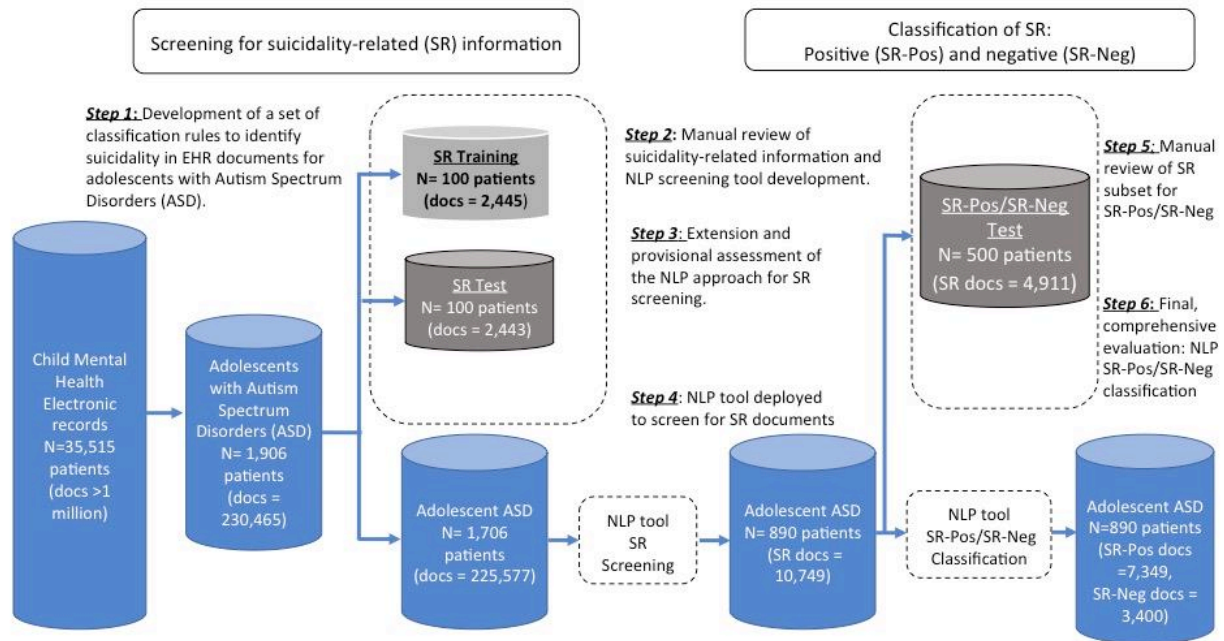 Screening for suicidality-related (SR) information
Classification of SR:
Positive (SR-Pos) and negative (SR-Neg)
Step 1: Development of a set of
classification rules to identify
suicidality in EHR documents for
adolescents with Autism Spectrum
Disorders (ASD).
SR Training
N= 100 patients
(docs = 2,445)
SR Test
N= 100 patients
(docs = 2,443)
Step 2: Manual review of
suicidality-related information and
NLP screening tool development.
Step 3: Extension and
provisional assessment of
the NLP approach for SR
screening.
Step 4: NLP tool deployed
to screen for SR documents
SR-Pos/SR-Neg
Test
N= 500 patients
(SR docs = 4,911)
Step 5: Manual
review of SR
subset for
SR-Pos/SR-Neg
Step 6: Final,
comprehensive
evaluation: NLP
SR-Pos/SR-Neg
classification
Child Mental
Health
Electronic
records
N=35,515
patients
(docs >1
million)
Adolescents
with Autism
Spectrum
Disorders (ASD)
N= 1,906
patients
(docs =
230,465)
Adolescent ASD
N= 1,706
patients
(docs = 225,577)
NLP tool
SR
Screening
Adolescent ASD
N= 890 patients
(SR docs =
10,749)
NLP tool
SR-Pos/SR-Neg
Classification
Adolescent ASD
N=890 patients
(SR-Pos docs
=7,349,
SR-Neg docs =
3,400)